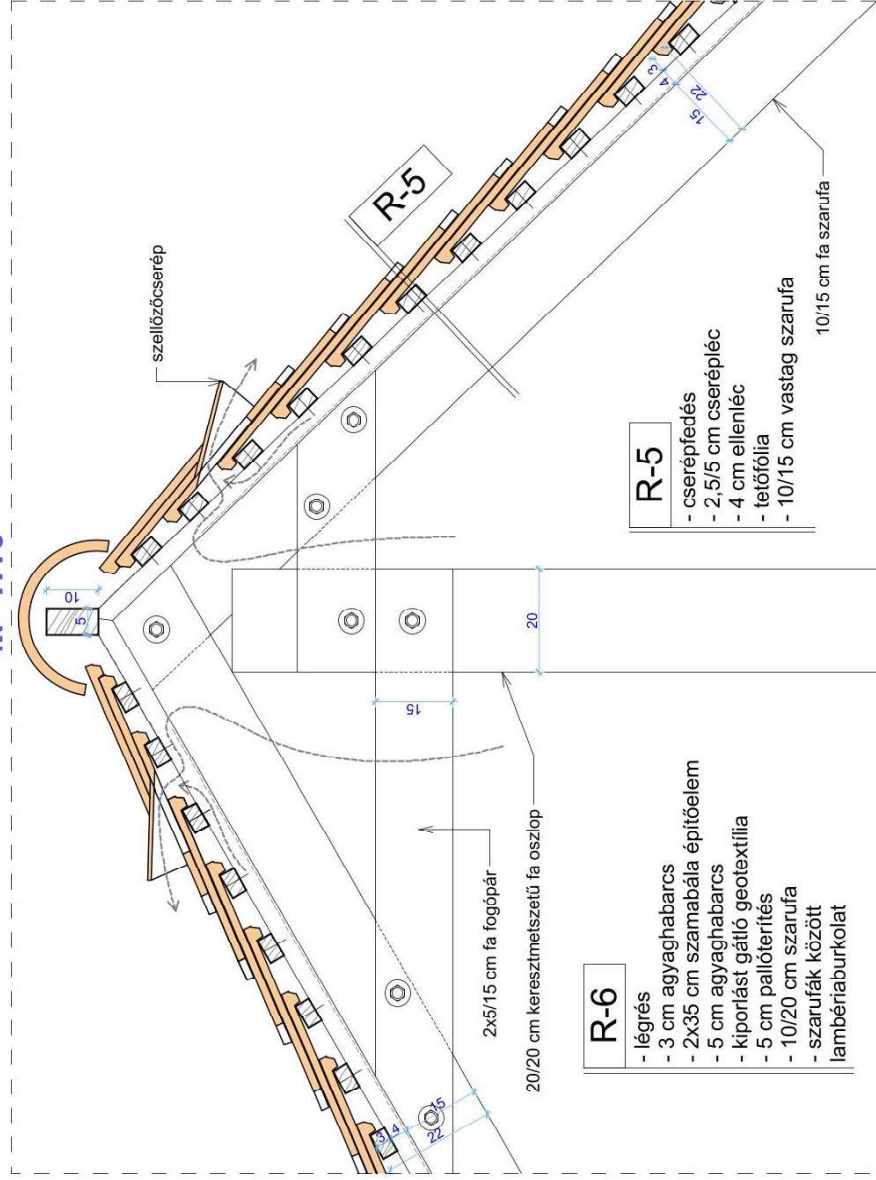 szellőzőcserép
R-5
10
5
3
4
22
15
15
20
2x5/15 cm fa fogópár
20/20 cm keresztmetszetű fa oszlop
10/15 cm fa szarufa
3
4
15
22
R-5
- cserépfedés
- 2,5/5 cm cserépléc
- 4 cm ellenléc
- tetőfólia
- 10/15 cm vastag szarufa
R-6
- légrés
- 3 cm agyaghabarcs
- 2x35 cm szamabála építőelem
- 5 cm agyaghabarcs
- kiporlást gátló geotextília
- 5 cm pallóterítés
- 10/20 cm szarufa
- szarufák között
lambériaburkolat